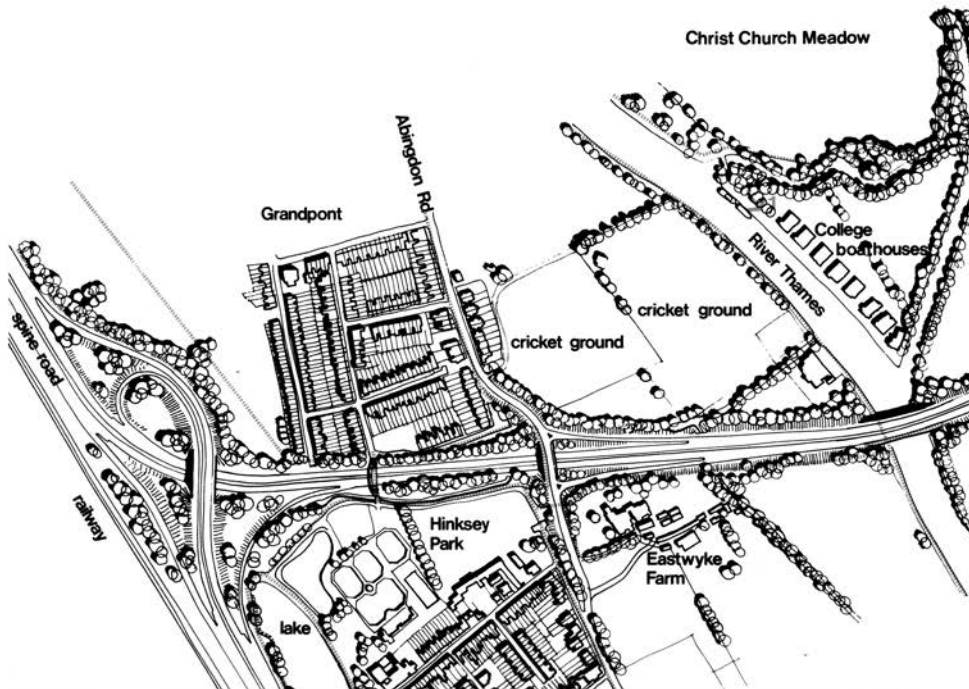 Christ Church Meadow
Abingdon Rd
Grandpont
River Thames
College
boathouses
cricket ground
cricket ground
spine road
railway
Hinksey
Park
Eastwyke
Farm
lake